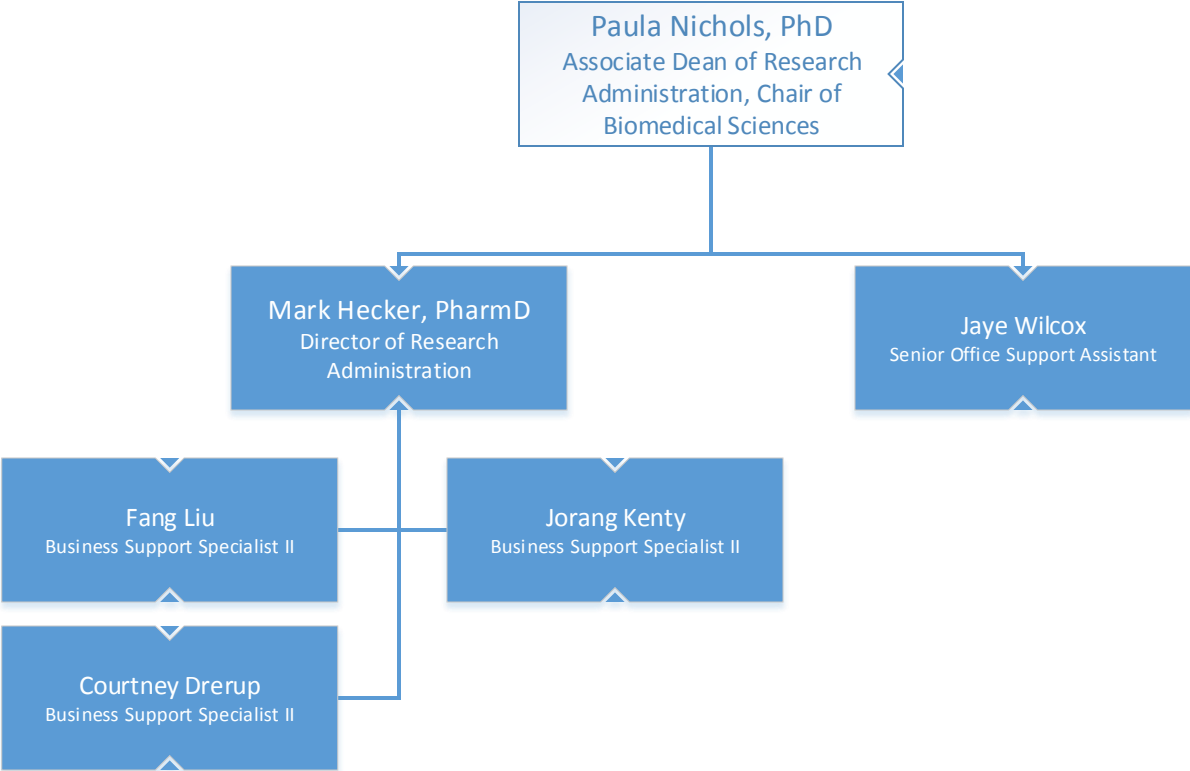 Paula Nichols, PhD
Associate Dean of Research
Administration, Chair of
Biomedical Sciences
Mark Hecker, PharmD
Director of Research
Administration
Jaye Wilcox
Senior Office Support Assistant
Fang Liu
Business Support Specialist II
Jorang Kenty
Business Support Specialist II
Courtney Drerup
Business Support Specialist II